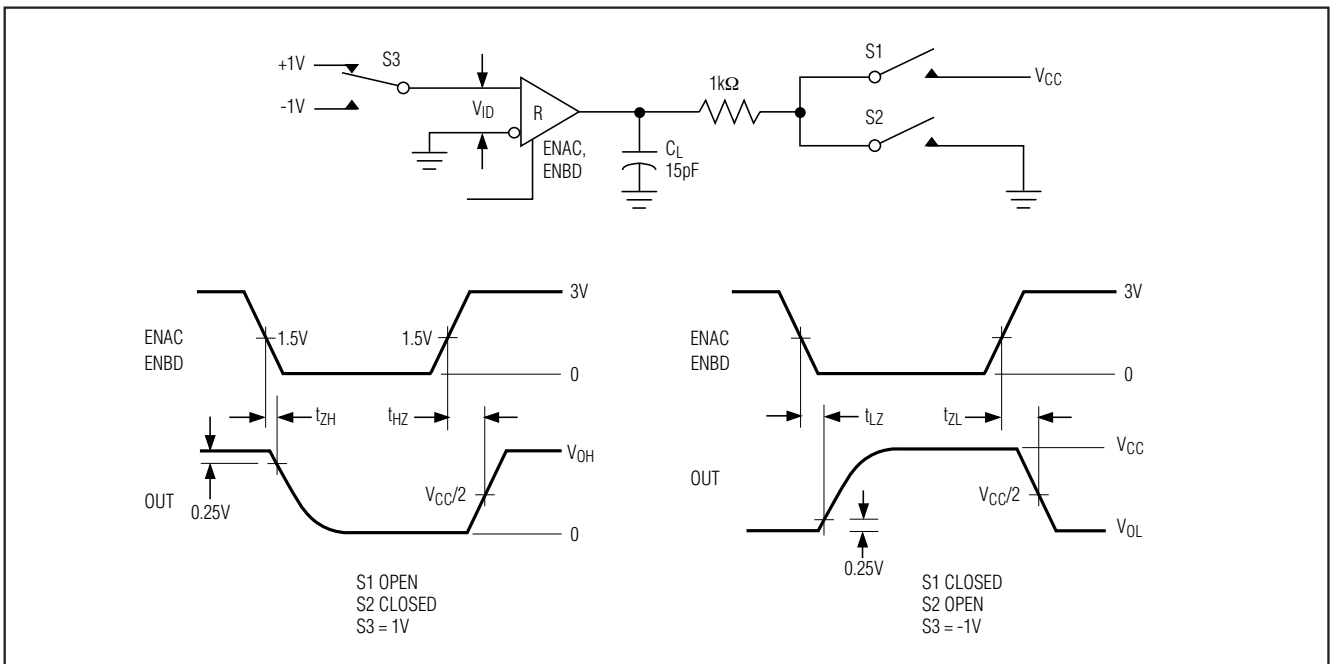 +1V
S3
-1V
V_ID
R
ENAC,
ENBD
C_L
15pF
1kΩ
S1
V_CC
S2
ENAC
ENBD
1.5V
1.5V
3V
0
t_ZH
t_HZ
OUT
0.25V
V_CC/2
V_OH
0
S1 OPEN
S2 CLOSED
S3 = 1V
ENAC
ENBD
3V
0
t_LZ
t_ZL
OUT
0.25V
V_CC/2
V_CC
V_OL
S1 CLOSED
S2 OPEN
S3 = -1V